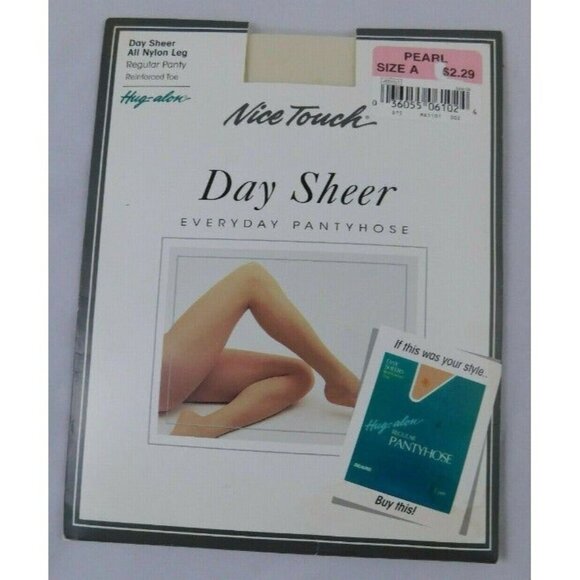 Day Sheer
All Nylon Leg
Regular Panty
Reinforced Toe
Hug-alon
PEARL
SIZE A $2.29
0 36055 06102 4
Nice Touch®
Day Sheer
EVERYDAY PANTYHOSE
If this was your style..
Hug-alon
PANTYHOSE
Buy this!